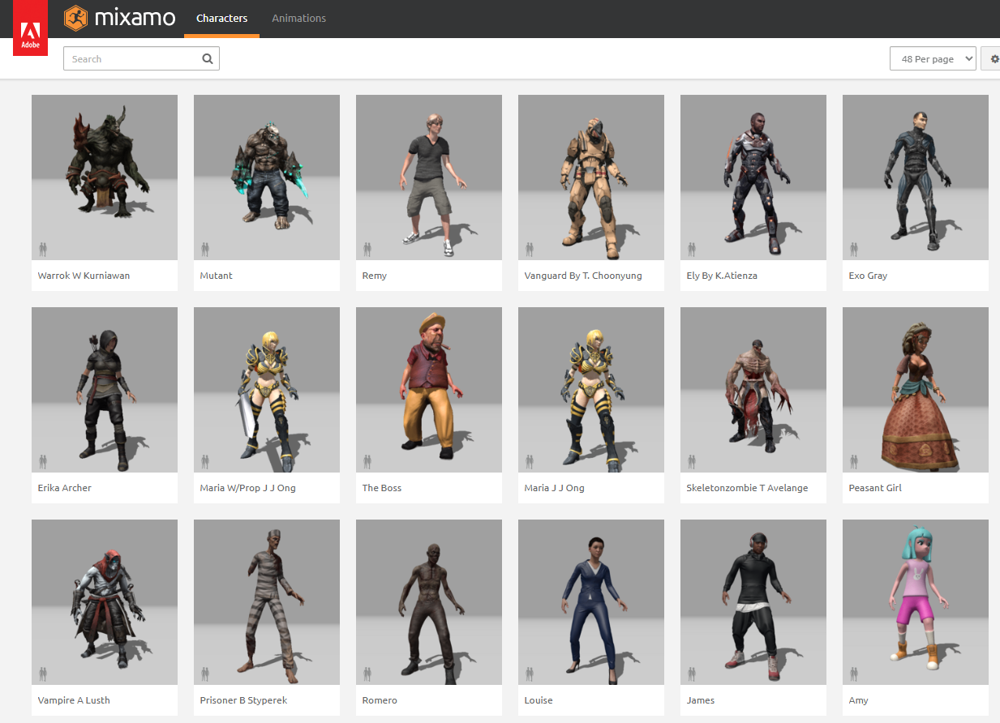 mixamo
Characters
Animations
Adobe
Search
48 Per page
Warrok W Kurniawan
Mutant
Remy
Vanguard By T. Choonyung
Ely By K.Atienza
Exo Gray
Erika Archer
Maria W/Prop J J Ong
The Boss
Maria J J Ong
Skeletonzombie T Avelange
Peasant Girl
Vampire A Lusth
Prisoner B Styperek
Romero
Louise
James
Amy